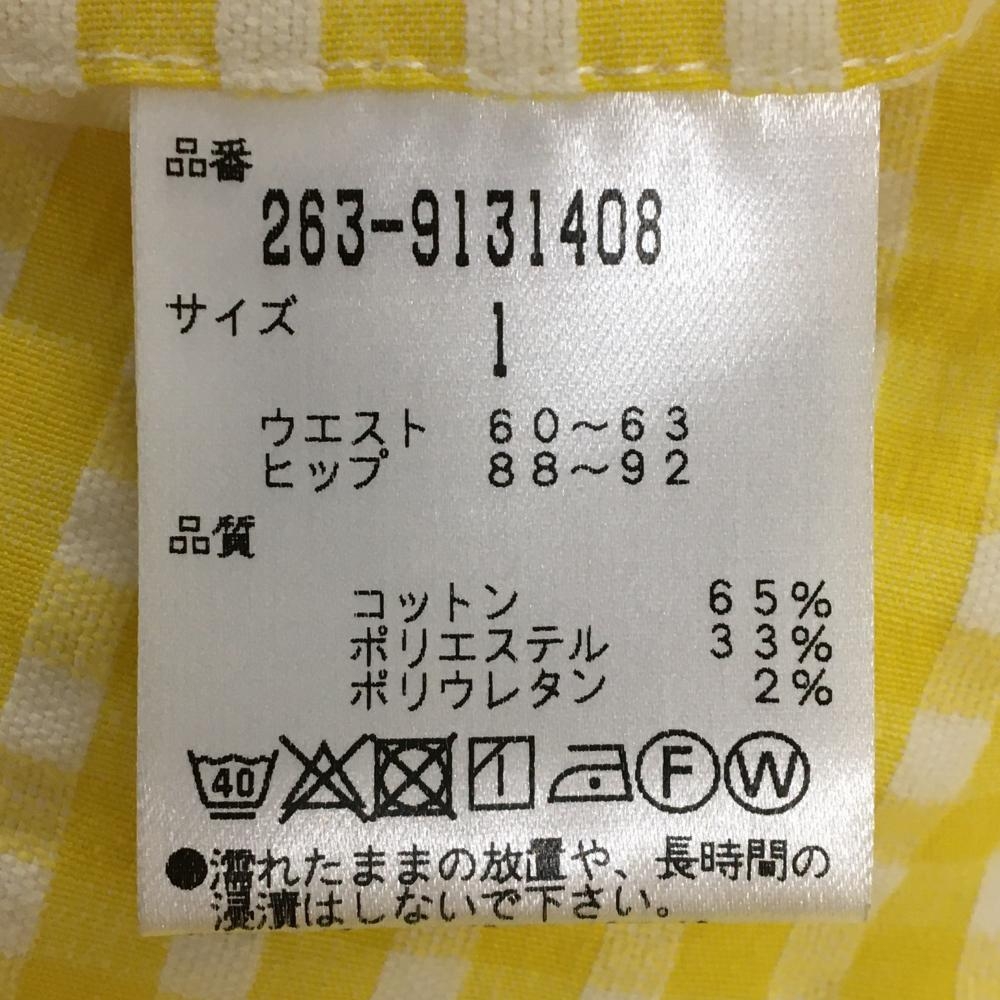 品番
263-9131408
サイズ
1
ウエスト 60~63
ヒップ 88~92
品質
コットン 65%
ポリエステル 33%
ポリウレタン 2%
40 1 F W
●濡れたままの放置や、長時間の
浸漬はしないで下さい。